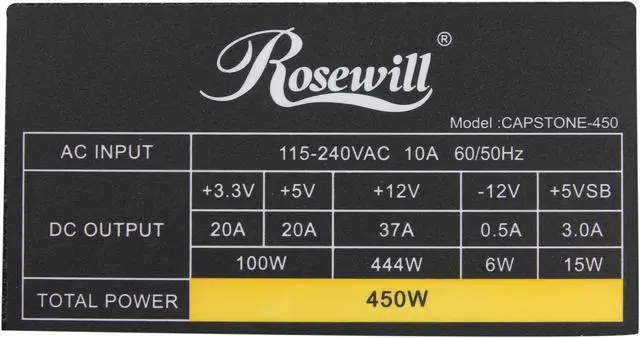 Rosewill®
Model :CAPSTONE-450
AC INPUT 115-240VAC 10A 60/50Hz
+3.3V +5V +12V -12V +5VSB
DC OUTPUT 20A 20A 37A 0.5A 3.0A
100W 444W 6W 15W
TOTAL POWER 450W